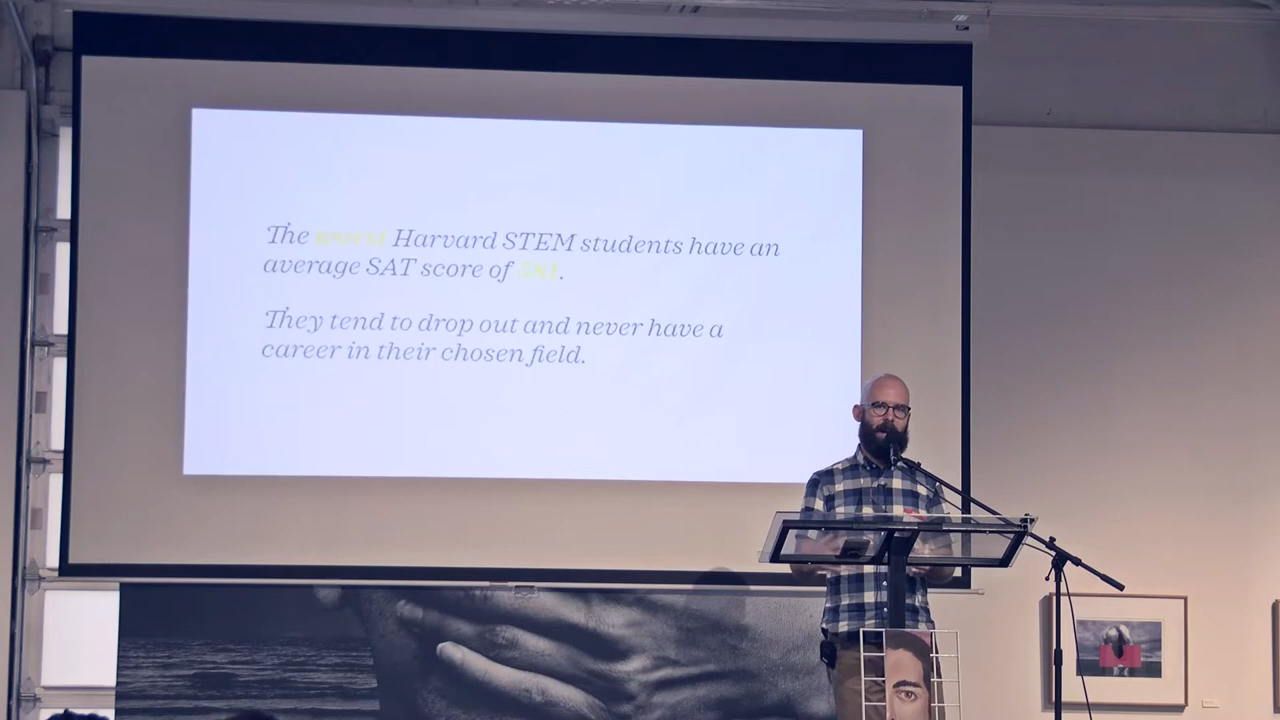 The worst Harvard STEM students have an
average SAT score of 581.
They tend to drop out and never have a
career in their chosen field.